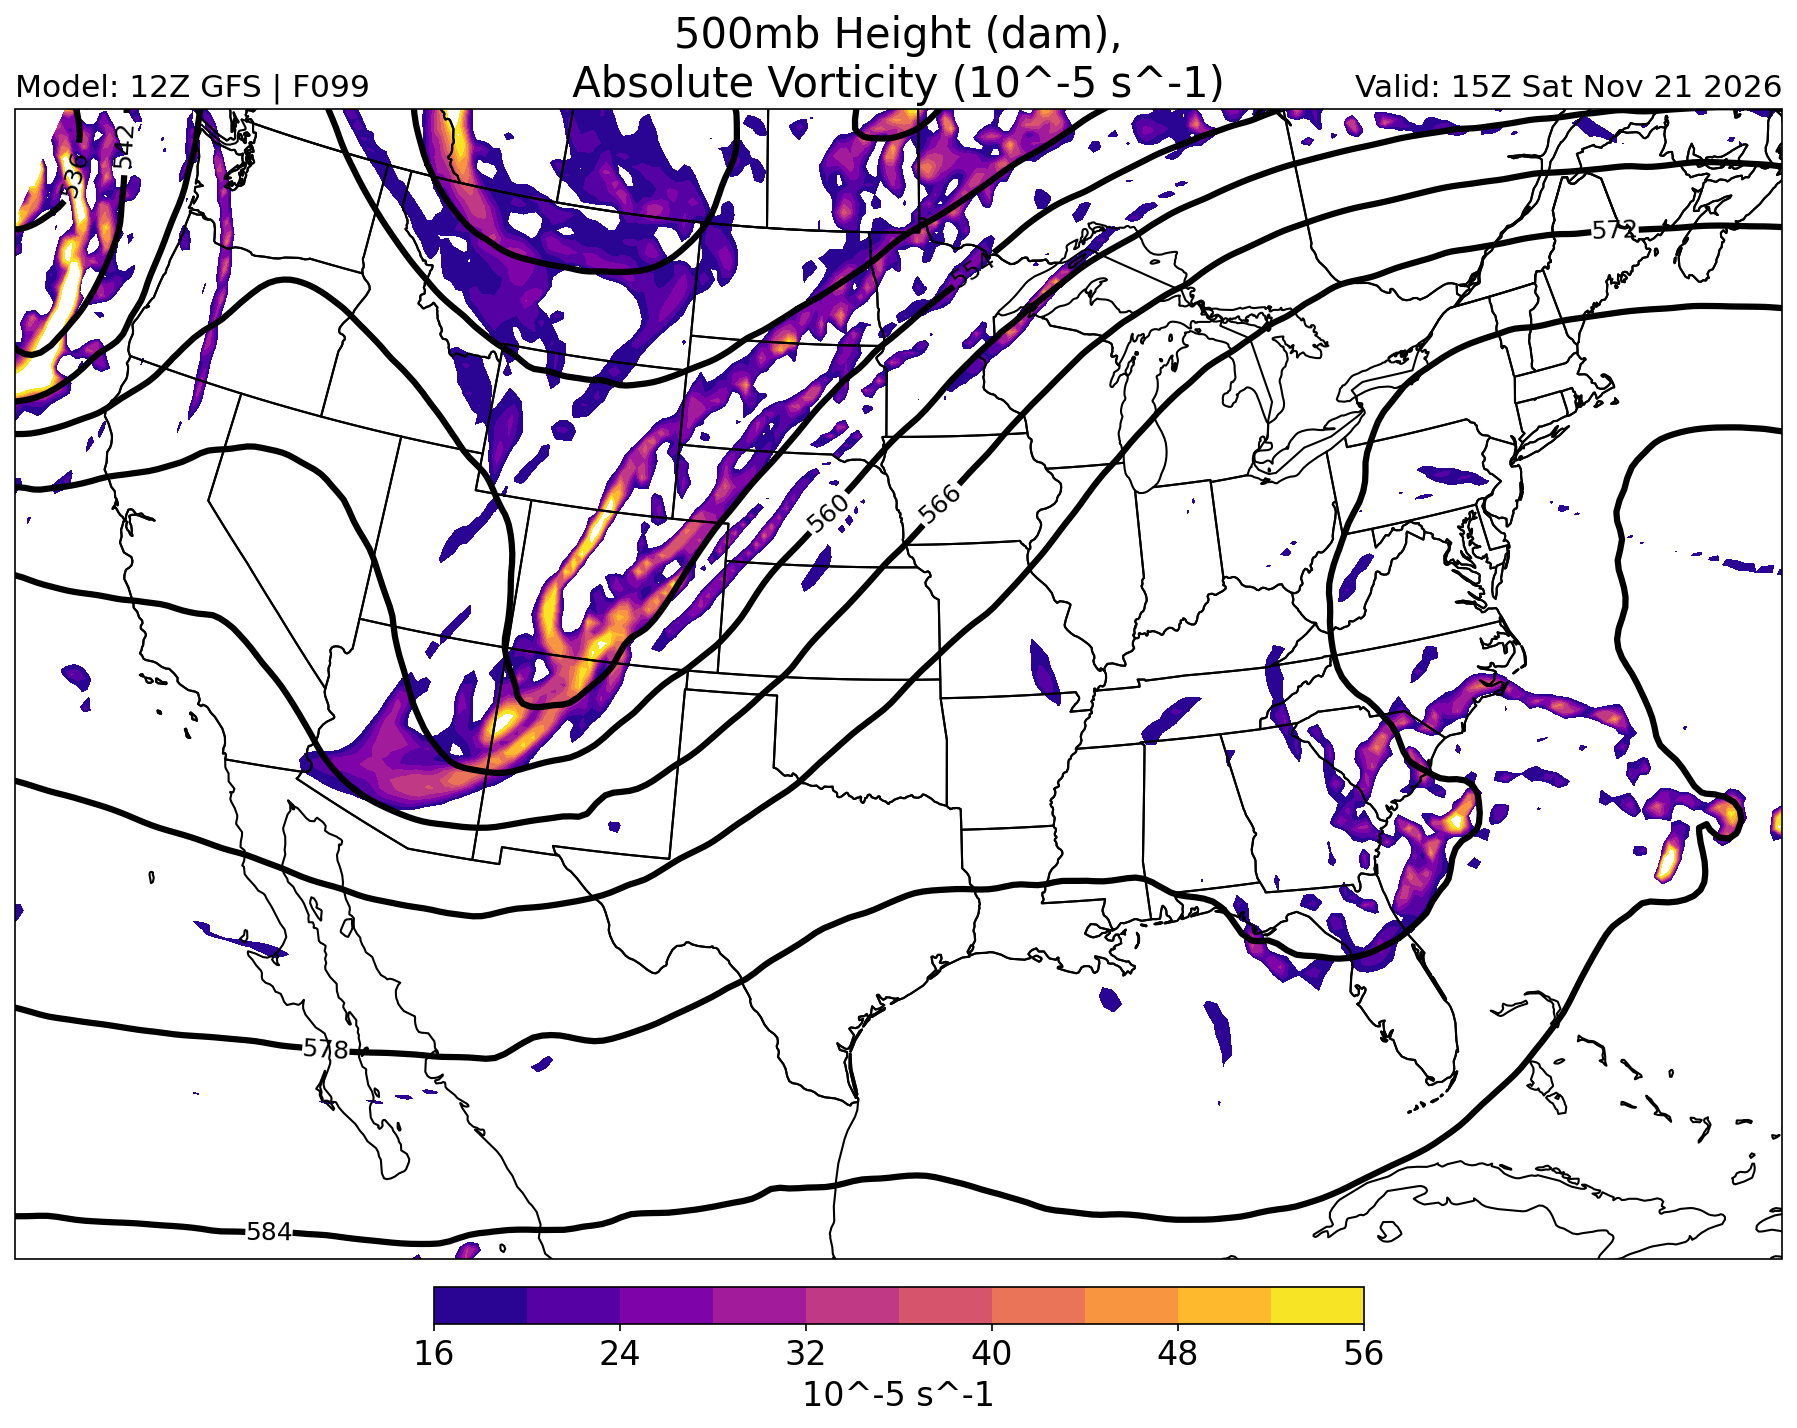 500mb Height (dam),
Absolute Vorticity (10^-5 s^-1)
Model: 12Z GFS | F099
Valid: 15Z Sat Nov 21 2026
536
542
554
572
560
566
578
584
16 24 32 40 48 56
10^-5 s^-1